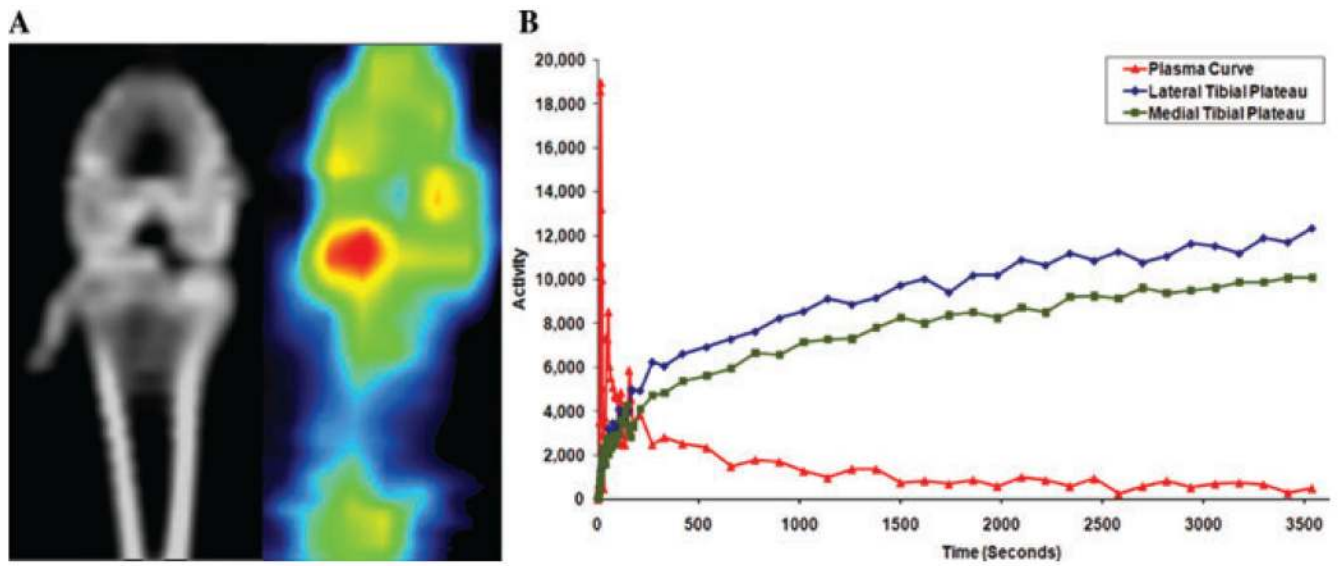 A
B
20,000
18,000
16,000
14,000
12,000
10,000
8,000
6,000
4,000
2,000
0
Activity
0 500 1000 1500 2000 2500 3000 3500
Time (Seconds)
Plasma Curve
Lateral Tibial Plateau
Medial Tibial Plateau